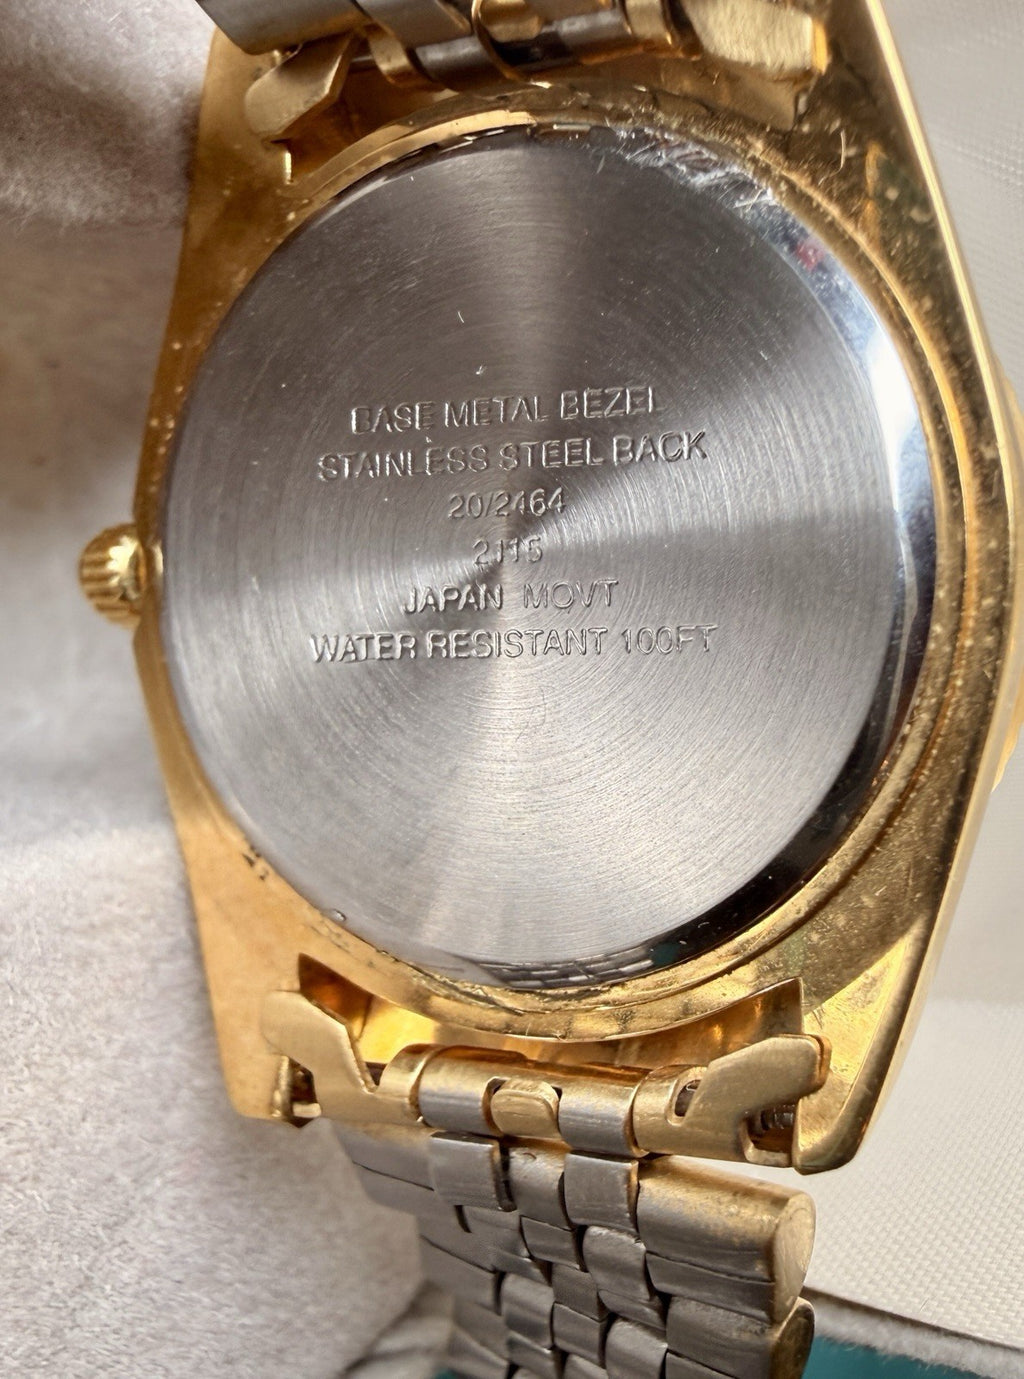 BASE METAL BEZEL
STAINLESS STEEL BACK
20/2464
2115
JAPAN MOVT
WATER RESISTANT 100FT